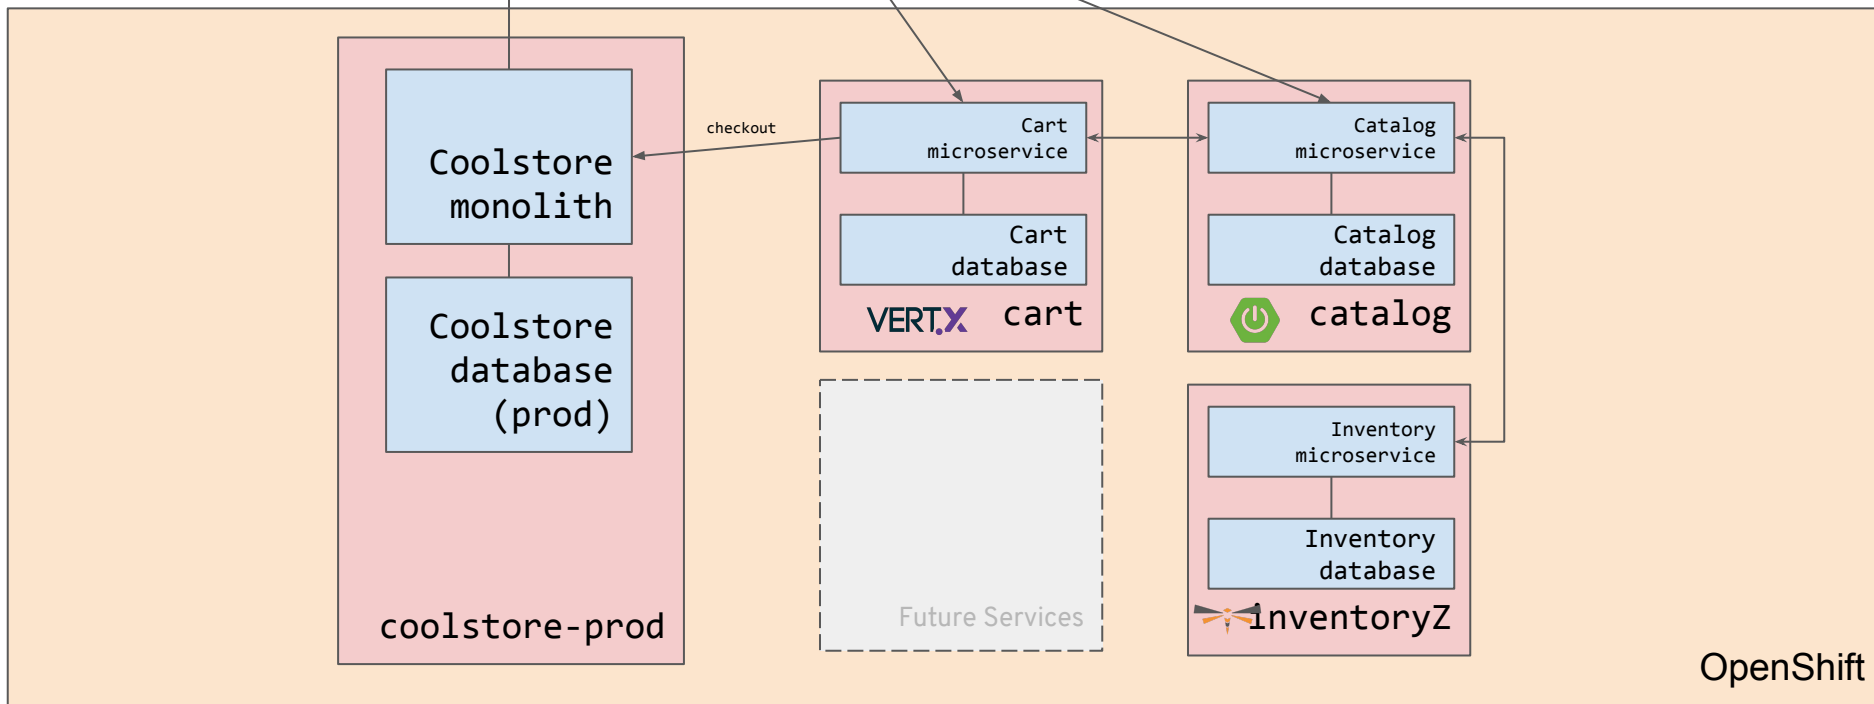 Coolstore
monolith
Coolstore
database
(prod)
coolstore-prod
checkout
Cart
microservice
Cart
database
VERT.X
cart
Catalog
microservice
Catalog
database
catalog
Future Services
Inventory
microservice
Inventory
database
inventoryZ
OpenShift